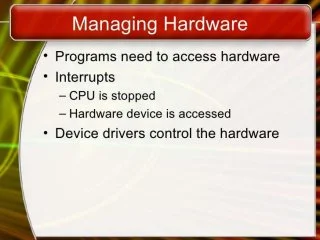 Managing Hardware
• Programs need to access hardware
• Interrupts
– CPU is stopped
– Hardware device is accessed
• Device drivers control the hardware